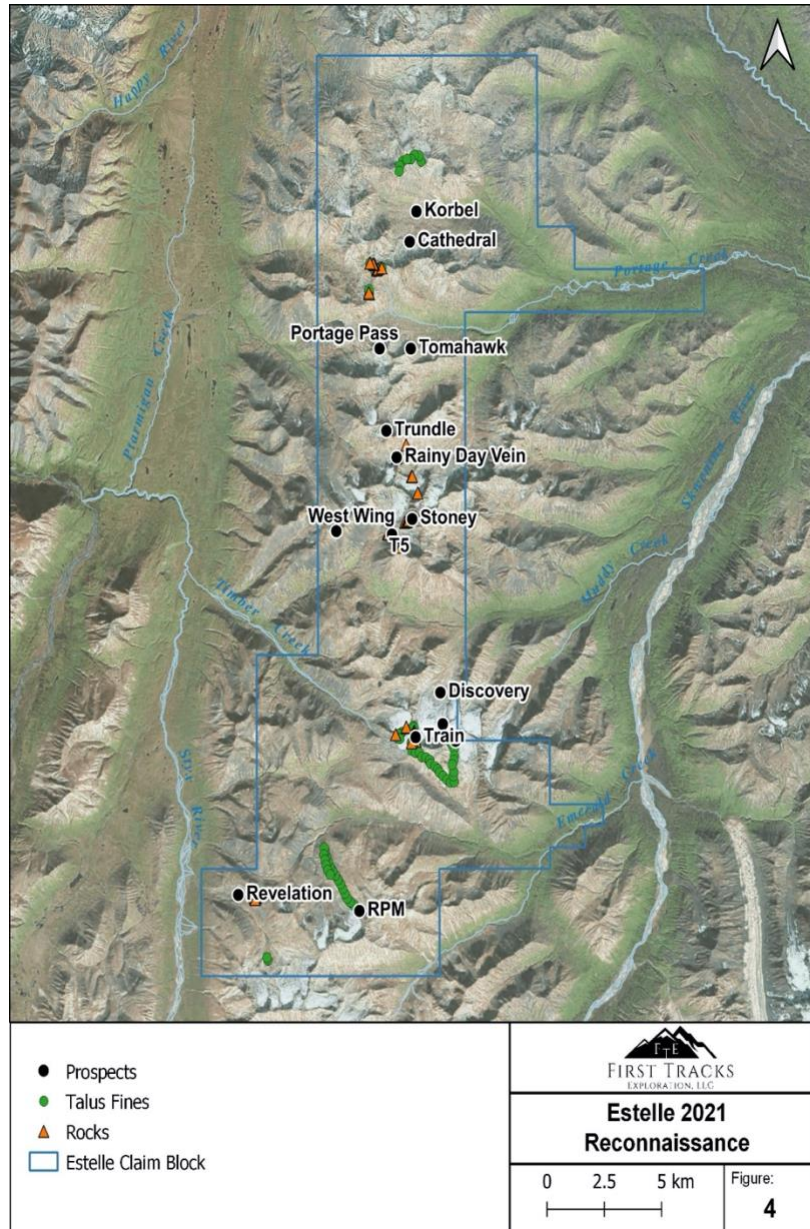 Happy River
Korbel
Cathedral
Portage Creek
Ptarmigan Creek
Portage Pass
Tomahawk
Trundle
Rainy Day Vein
Skwentna River
West Wing
Stoney
T5
Muddy Creek
Timber Creek
Discovery
Train
Styx River
Emerald Creek
Revelation
RPM
Prospects
Talus Fines
Rocks
Estelle Claim Block
F T E
FIRST TRACKS
EXPLORATION, LLC
Estelle 2021
Reconnaissance
0 2.5 5 km
Figure:
4